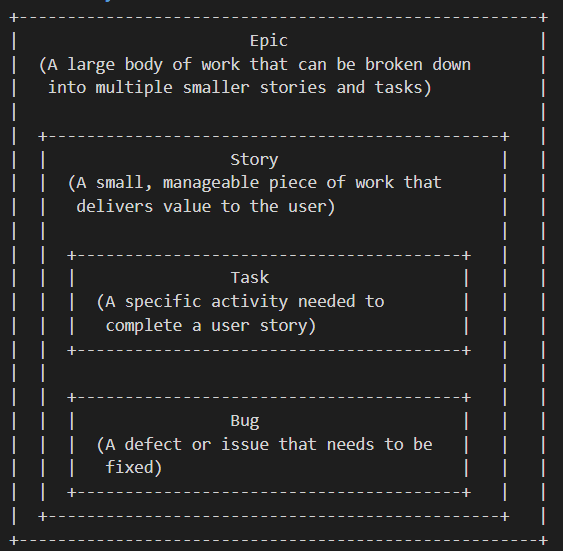 Epic
(A large body of work that can be broken down
into multiple smaller stories and tasks)
Story
(A small, manageable piece of work that
delivers value to the user)
Task
(A specific activity needed to
complete a user story)
Bug
(A defect or issue that needs to be
fixed)